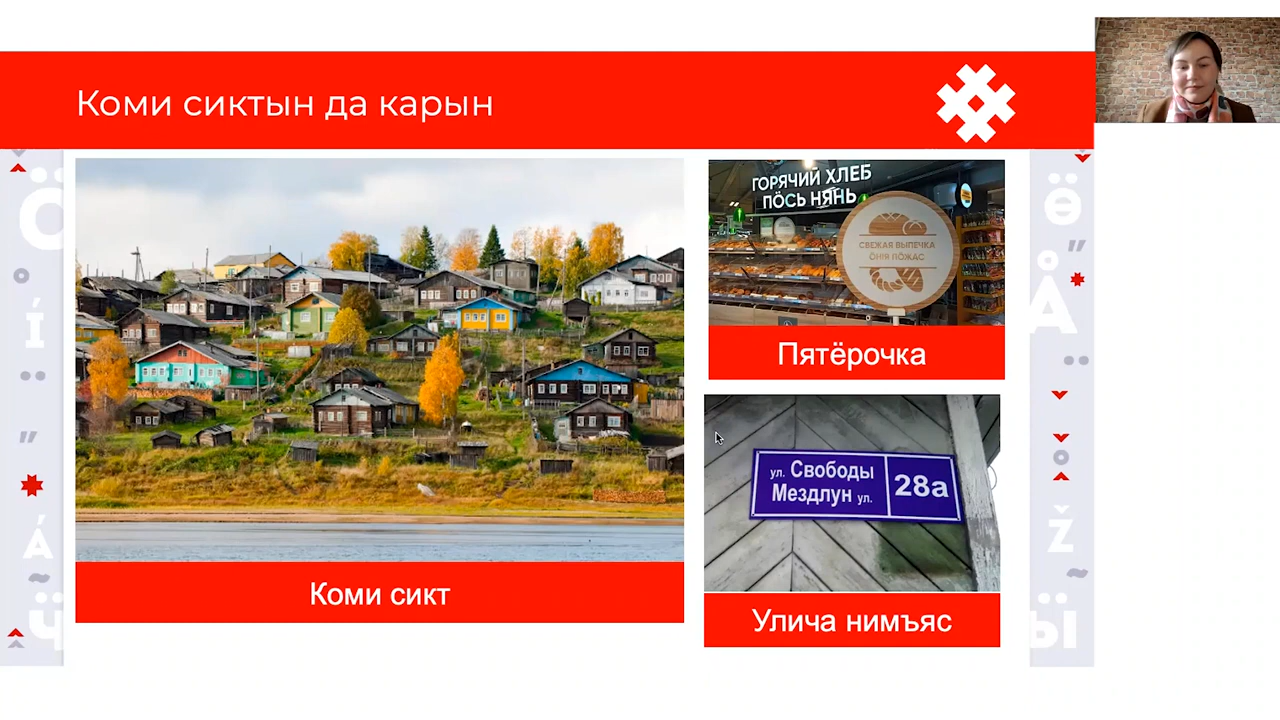 Коми сиктын да карын
ГОРЯЧИЙ ХЛЕБ
ПӦСЬ НЯНЬ
СВЕЖАЯ ВЫПЕЧКА
ӦНІЯ ПӦЖАС
Пятёрочка
ул. Свободы
Мездлун ул.
28а
Коми сикт
Улича нимъяс